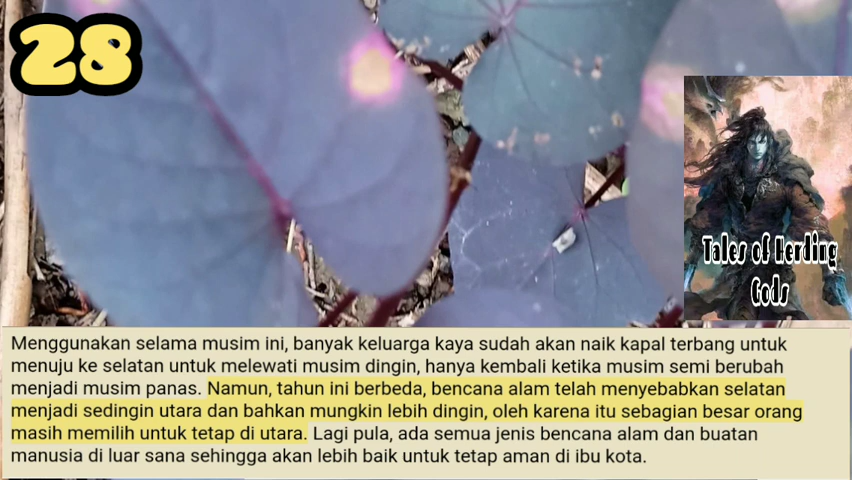 28
Tales of Herding
Gods
Menggunakan selama musim ini, banyak keluarga kaya sudah akan naik kapal terbang untuk
menuju ke selatan untuk melewati musim dingin, hanya kembali ketika musim semi berubah
menjadi musim panas. Namun, tahun ini berbeda, bencana alam telah menyebabkan selatan
menjadi sedingin utara dan bahkan mungkin lebih dingin, oleh karena itu sebagian besar orang
masih memilih untuk tetap di utara. Lagi pula, ada semua jenis bencana alam dan buatan
manusia di luar sana sehingga akan lebih baik untuk tetap aman di ibu kota.